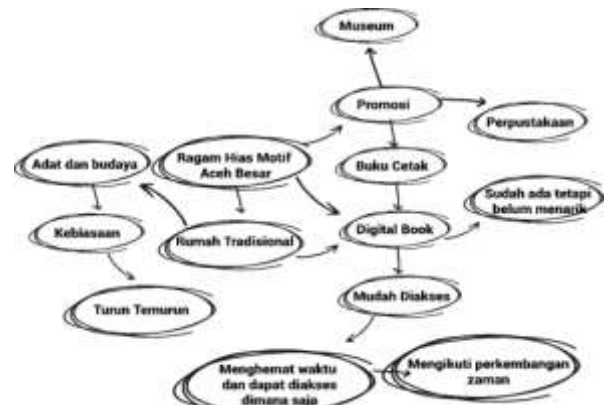 Museum
Promosi
Perpustakaan
Adat dan budaya
Ragam Hias Motif
Aceh Besar
Buku Cetak
Sudah ada tetapi
belum menarik
Kebiasaan
Rumah Tradisional
Digital Book
Turun Temurun
Mudah Diakses
Menghemat waktu
dan dapat diakses
dimana saja
Mengikuti perkembangan
zaman